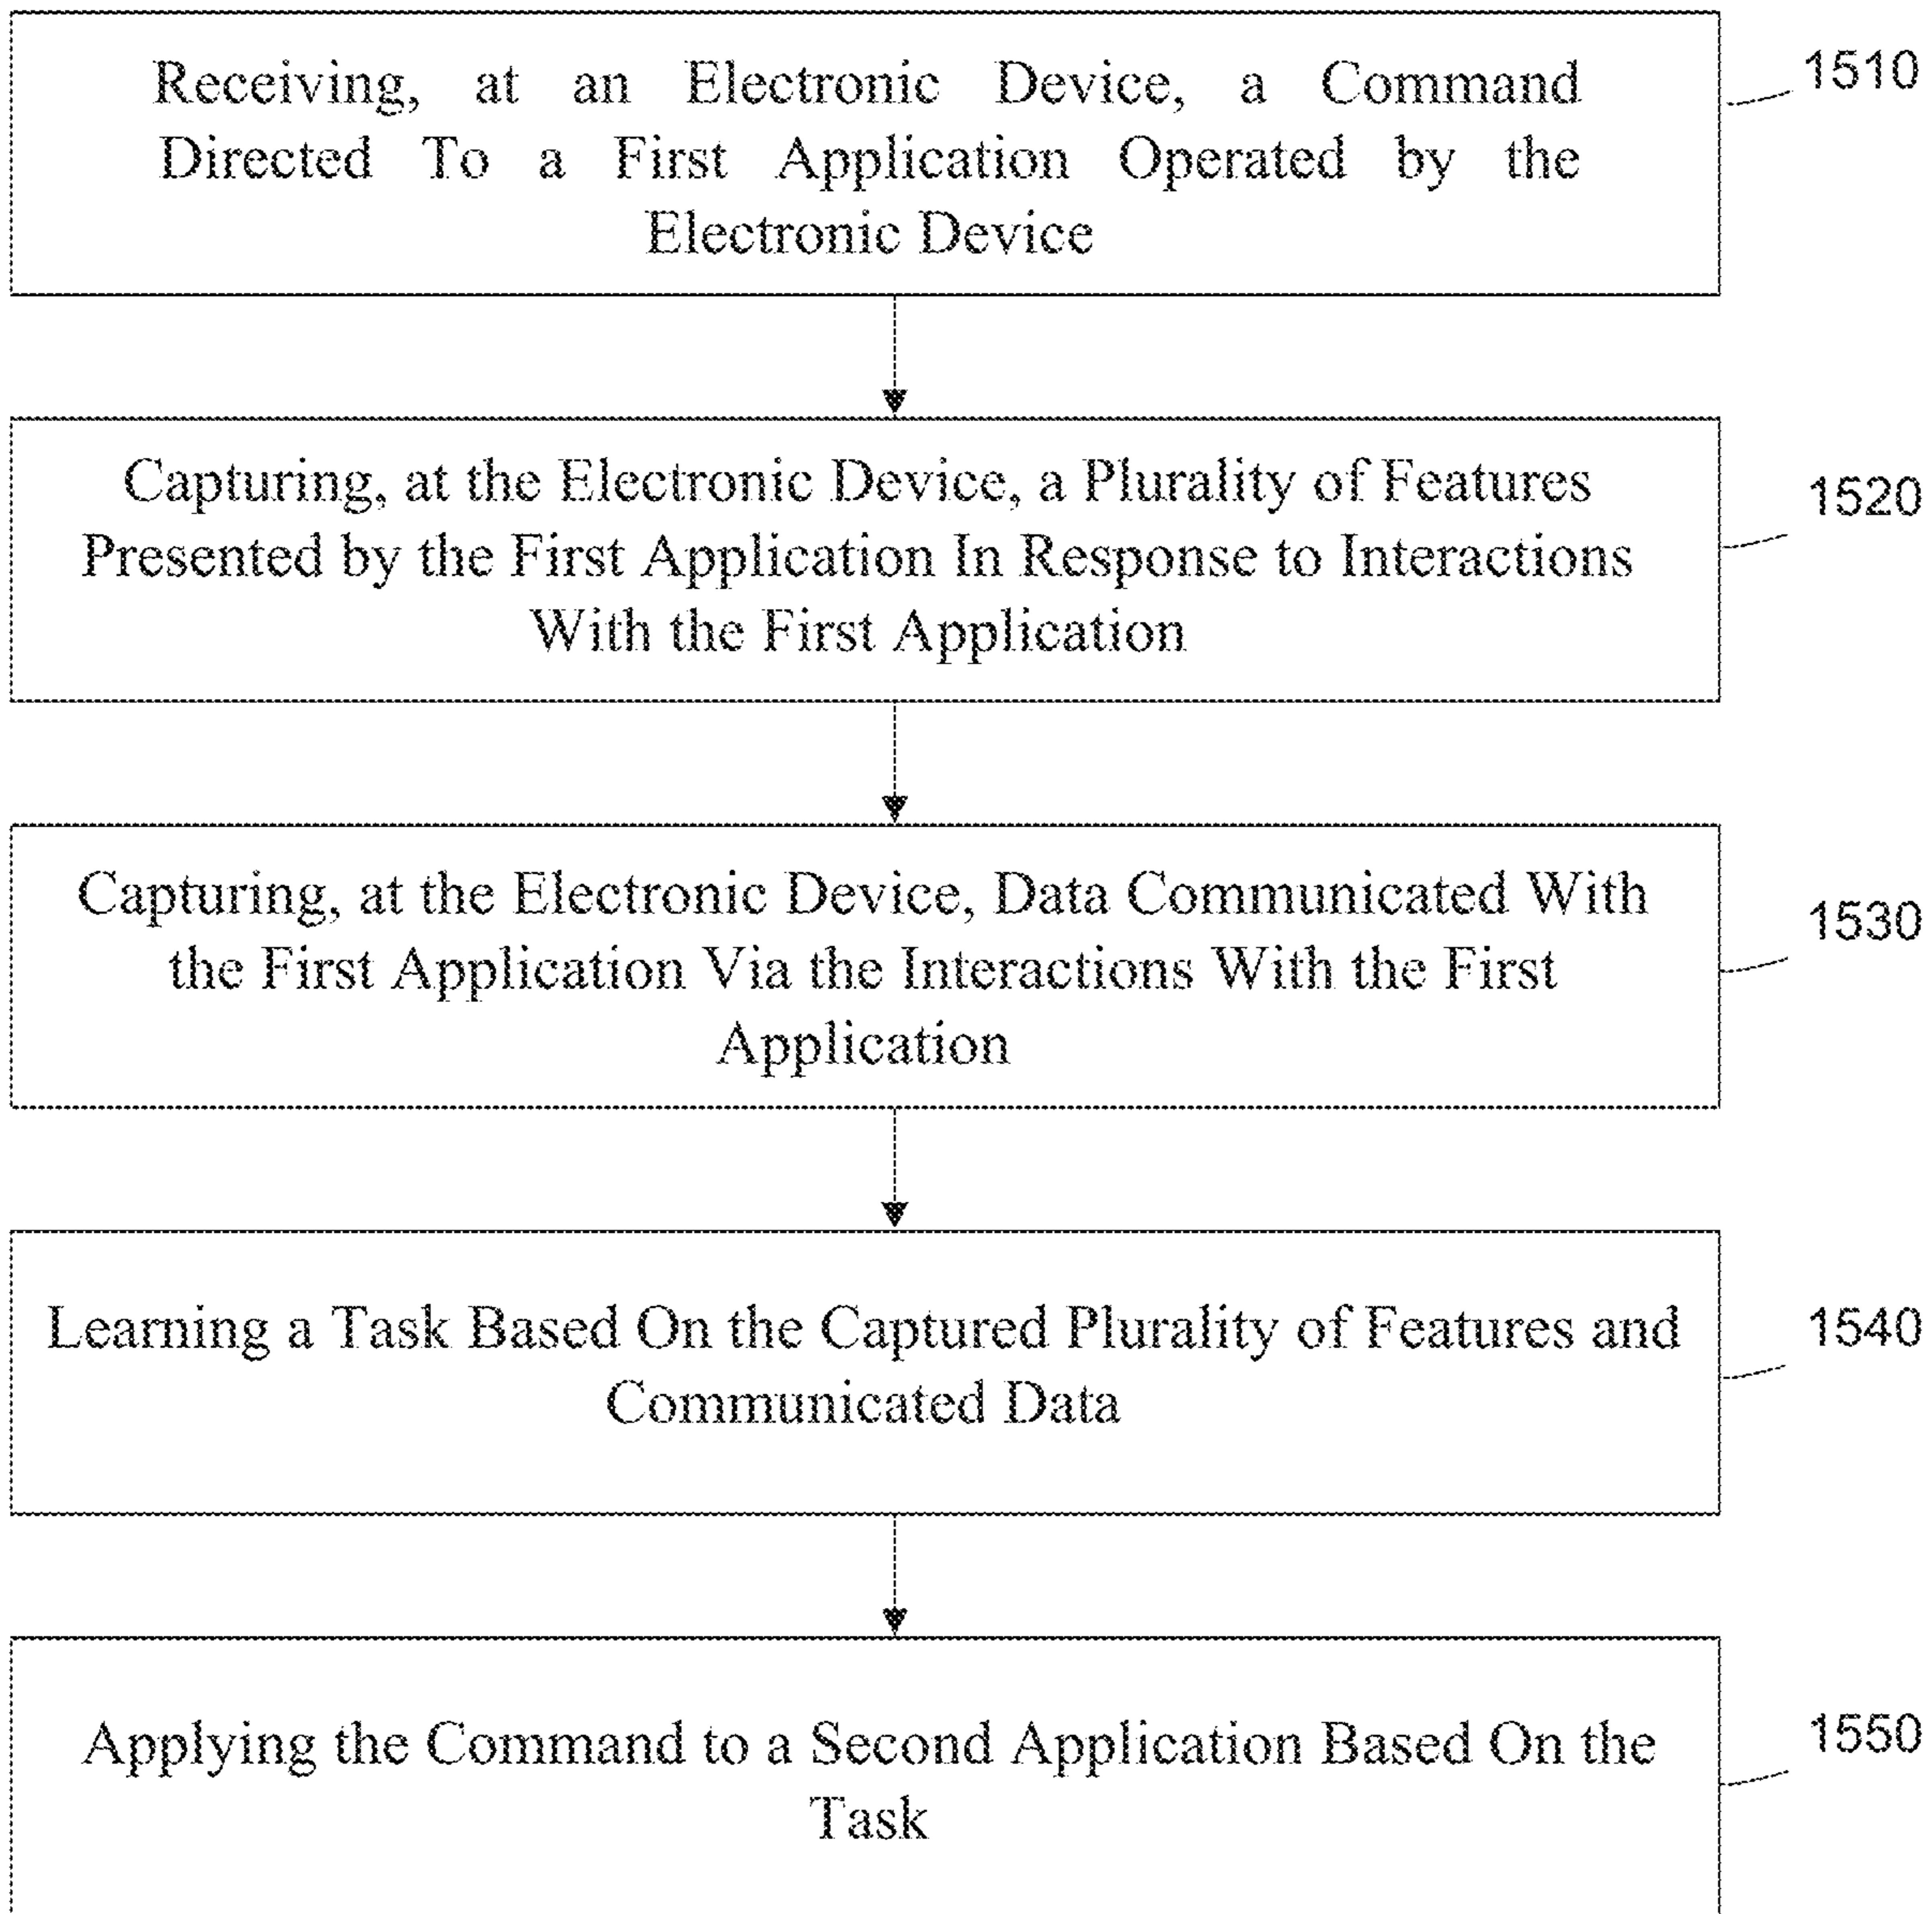 Receiving, at an Electronic Device, a Command
1510
Directed To a First Application Operated by the
Electronic Device
Capturing, at the Electronic Device, a Plurality of Features
1520
Presented by the First Application In Response to Interactions
With the First Application
Capturing, at the Electronic Device, Data Communicated With
1530
the First Application Via the Interactions With the First
Application
Learning a Task Based On the Captured Plurality of Features and
1540
Communicated Data
Applying the Command to a Second Application Based On the
1550
Task